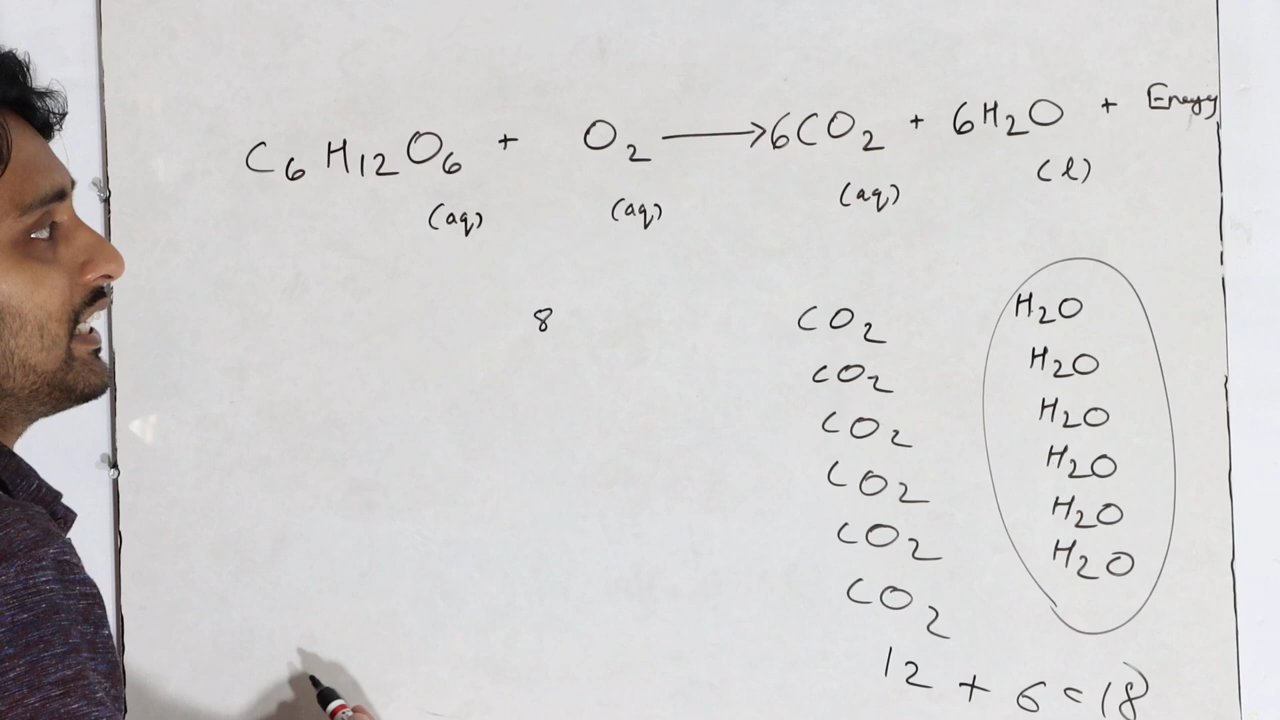 C6H12O6 + O2 → 6CO2 + 6H2O + Energy
(aq) (aq) (aq) (l)
8 CO2 H2O
CO2 H2O
CO2 H2O
CO2 H2O
CO2 H2O
CO2 H2O
12 + 6 = 18